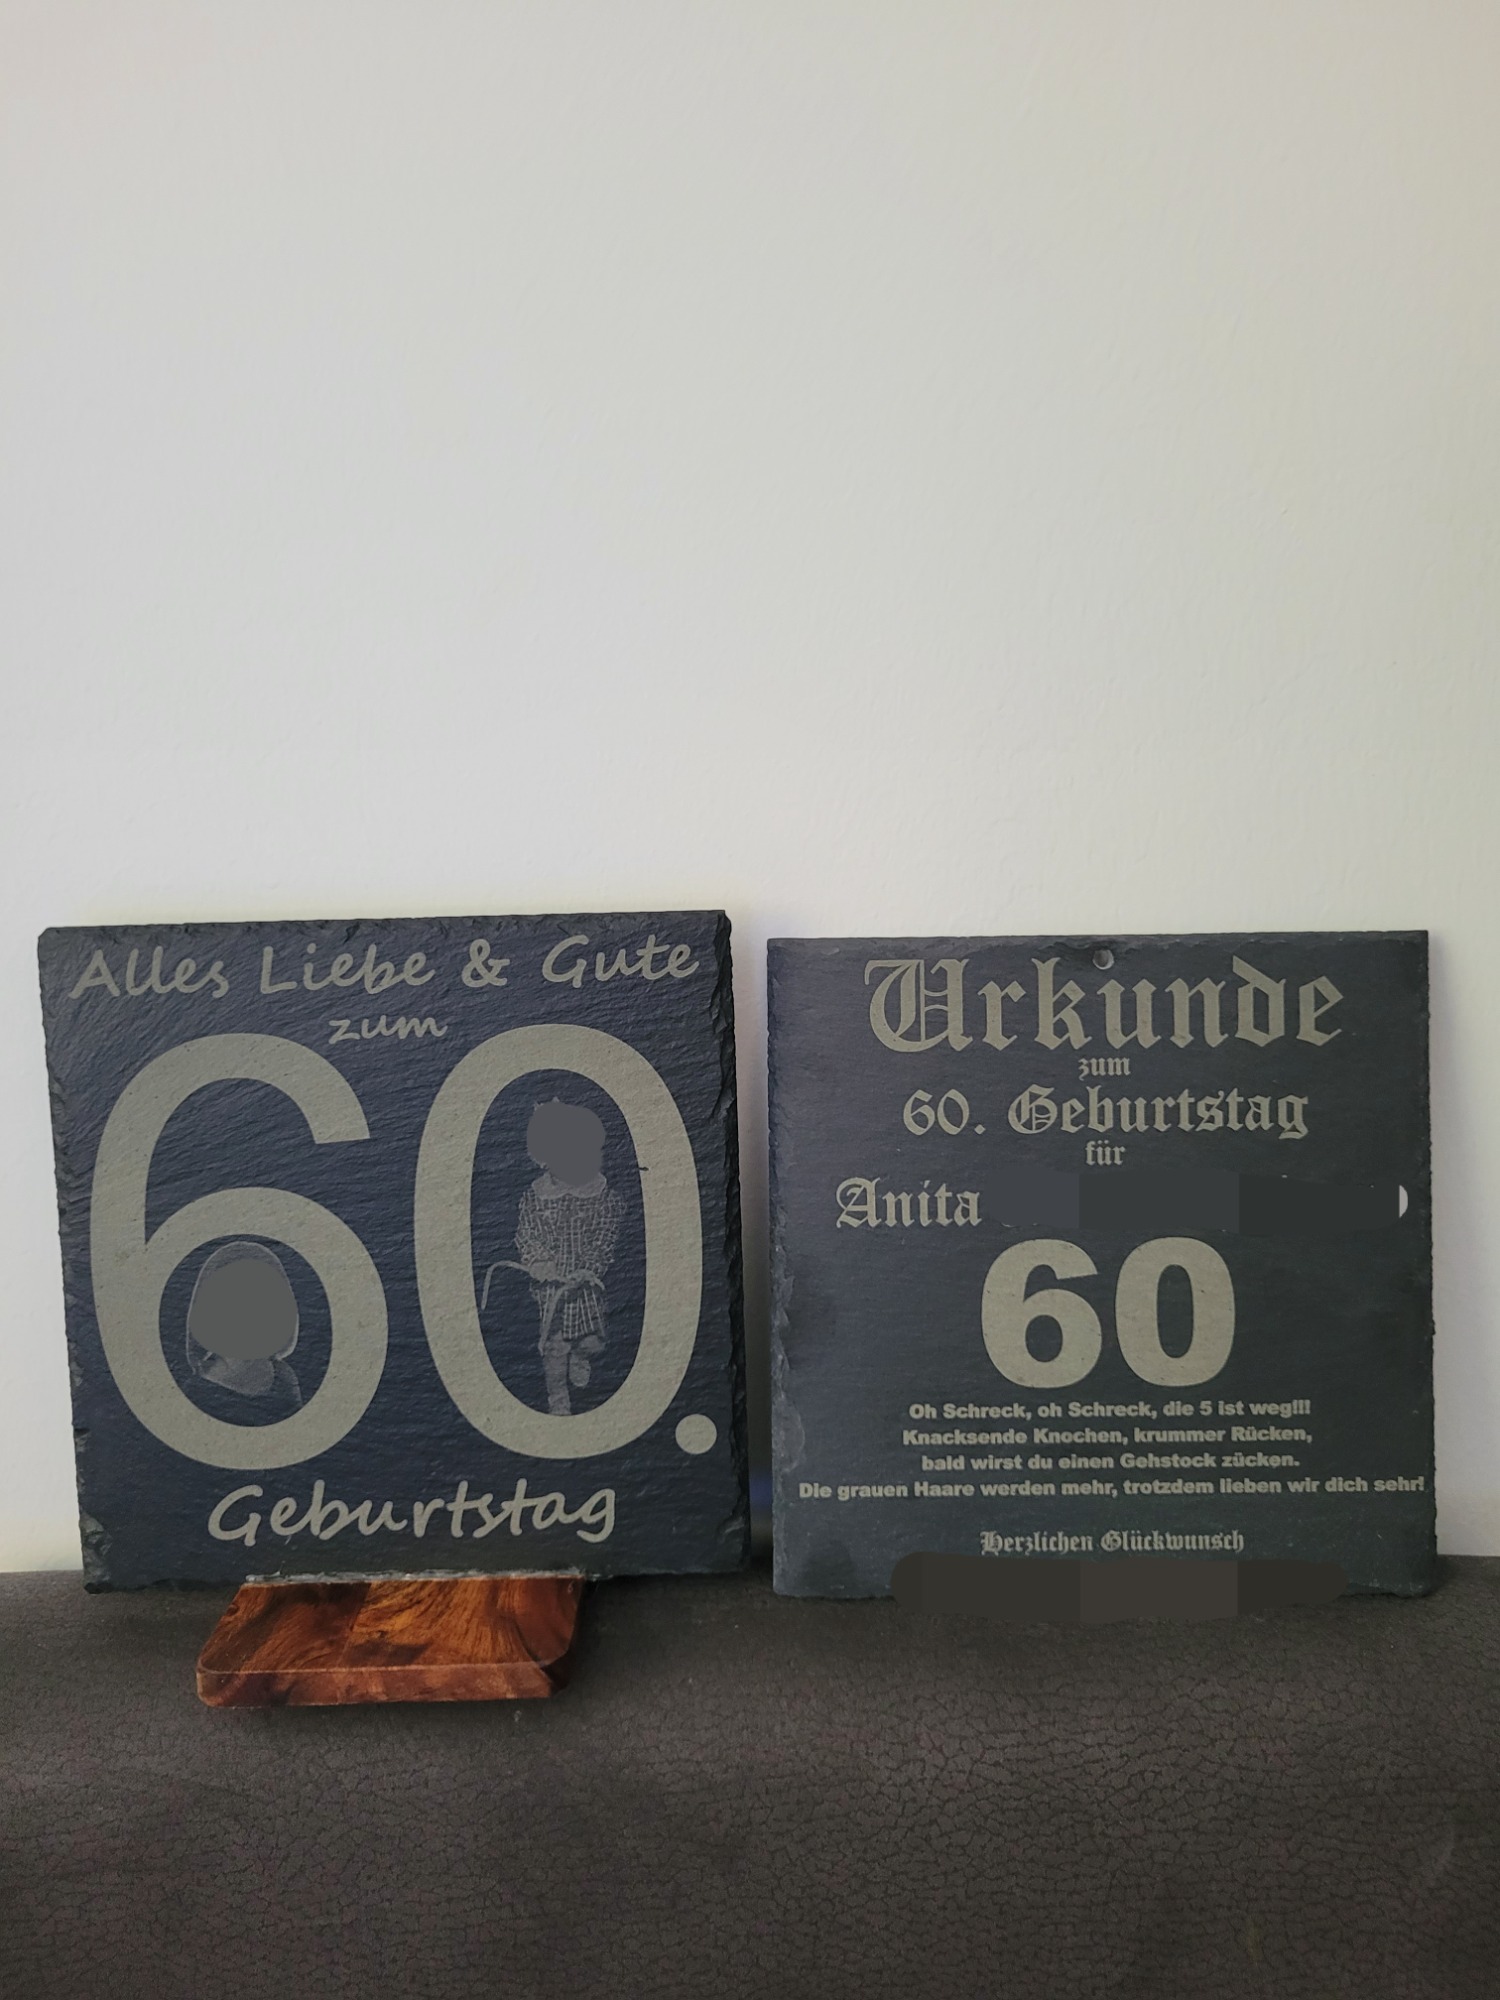 Alles Liebe & Gute
zum
60.
Geburtstag
Urkunde
zum
60. Geburtstag
für
Anita
60
Oh Schreck, oh Schreck, die 5 ist weg!!!
Knacksende Knochen, krummer Rücken,
bald wirst du einen Gehstock zücken.
Die grauen Haare werden mehr, trotzdem lieben wir dich sehr!
Herzlichen Glückwunsch